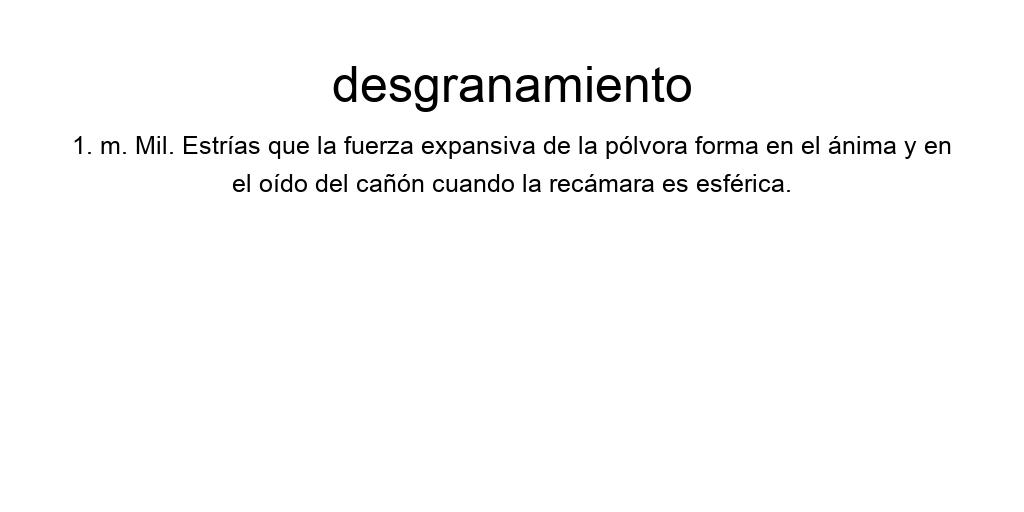 desgranamiento
1. m. Mil. Estrías que la fuerza expansiva de la pólvora forma en el ánima y en
el oído del cañón cuando la recámara es esférica.